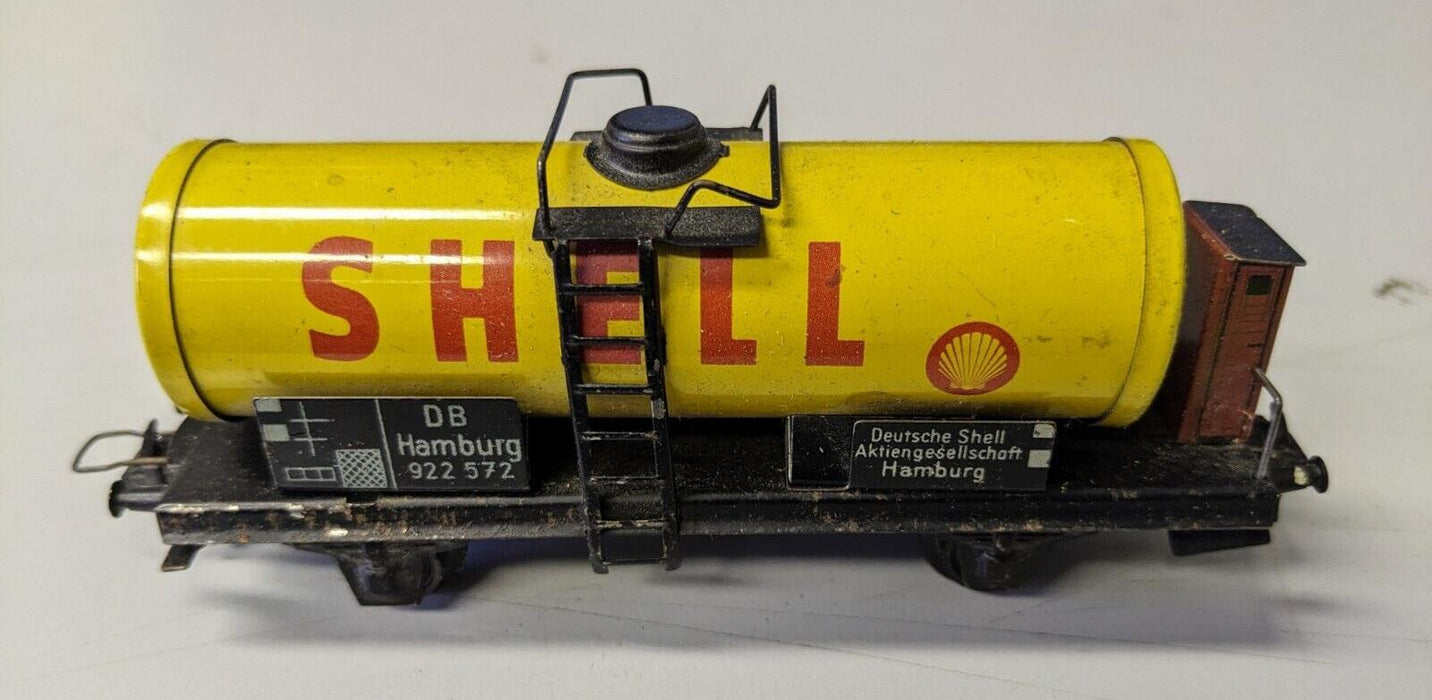 SHELL
DB
Hamburg
922 572
Deutsche Shell
Aktiengesellschaft
Hamburg